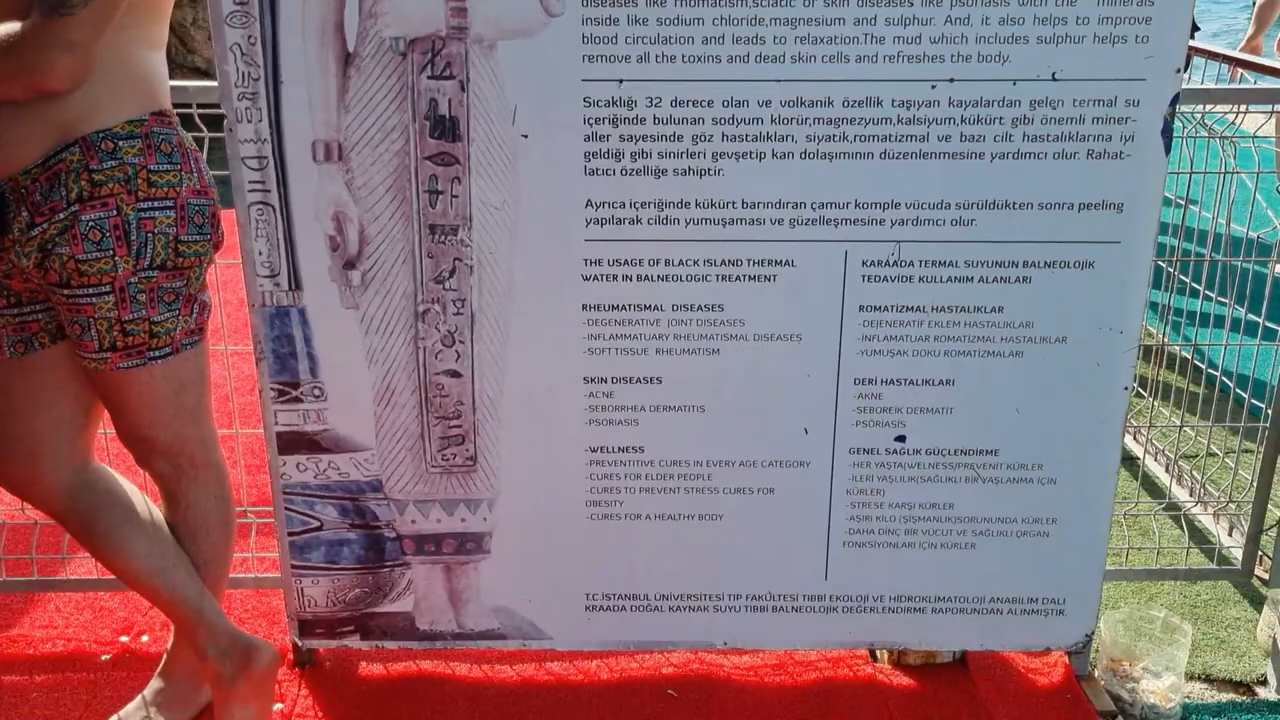 diseases like rhomatism,sciatic or skin diseases like psoriasis with the minerals
inside like sodium chloride,magnesium and sulphur. And, it also helps to improve
blood circulation and leads to relaxation.The mud which includes sulphur helps to
remove all the toxins and dead skin cells and refreshes the body.
Sıcaklığı 32 derece olan ve volkanik özellik taşıyan kayalardan gelen termal su
içeriğinde bulunan sodyum klorür,magnezyum,kalsiyum,kükürt gibi önemli miner-
aller sayesinde göz hastalıkları, siyatik,romatizmal ve bazı cilt hastalıklarına iyi
geldiği gibi sinirleri gevşetip kan dolaşımının düzenlenmesine yardımcı olur. Rahat-
latıcı özelliğe sahiptir.
Ayrıca içeriğinde kükürt barındıran çamur komple vücuda sürüldükten sonra peeling
yapılarak cildin yumuşaması ve güzelleşmesine yardımcı olur.
THE USAGE OF BLACK ISLAND THERMAL
WATER IN BALNEOLOGIC TREATMENT
RHEUMATISMAL DISEASES
-DEGENERATIVE JOINT DISEASES
-INFLAMMATUARY RHEUMATISMAL DISEASES
-SOFT TISSUE RHEUMATISM
SKIN DISEASES
-ACNE
-SEBORRHEA DERMATITIS
-PSORIASIS
-WELLNESS
-PREVENTITIVE CURES IN EVERY AGE CATEGORY
-CURES FOR ELDER PEOPLE
-CURES TO PREVENT STRESS CURES FOR
OBESITY
-CURES FOR A HEALTHY BODY
KARAADA TERMAL SUYUNUN BALNEOLOJİK
TEDAVİDE KULLANIM ALANLARI
ROMATİZMAL HASTALIKLAR
-DEJENERATİF EKLEM HASTALIKLARI
-İNFLAMATUAR ROMATİZMAL HASTALIKLAR
-YUMUŞAK DOKU ROMATİZMALARI
DERİ HASTALIKLARI
-AKNE
-SEBOREİK DERMATİT
-PSÖRİASİS
GENEL SAĞLIK GÜÇLENDİRME
-HER YAŞTA(WELNESS/PREVENİT KÜRLER
-İLERİ YAŞLILIK(SAĞLIKLI BİR YAŞLANMA İÇİN
KÜRLER)
-STRESE KARŞI KÜRLER
-AŞIRI KİLO (ŞİŞMANLIK)SORUNUNDA KÜRLER
-DAHA DİNÇ BİR VÜCUT VE SAĞLIKLI ORGAN
FONKSİYONLARI İÇİN KÜRLER
T.C.İSTANBUL ÜNİVERSİTESİ TIP FAKÜLTESİ TIBBİ EKOLOJİ VE HİDROKLİMATOLOJİ ANABİLİM DALI
KRAADA DOĞAL KAYNAK SUYU TIBBİ BALNEOLOJİK DEĞERLENDİRME RAPORUNDAN ALINMIŞTIR.